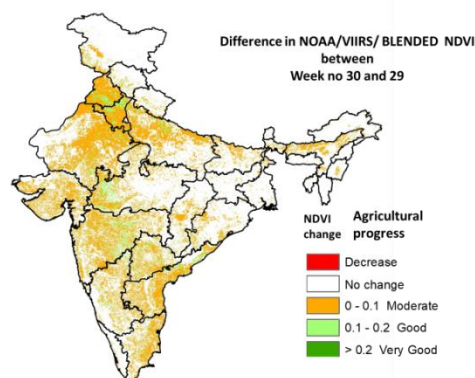 Difference in NOAA/VIIRS/ BLENDED NDVI
between
Week no 30 and 29
NDVI change Agricultural progress
Decrease
No change
0 - 0.1 Moderate
0.1 - 0.2 Good
> 0.2 Very Good